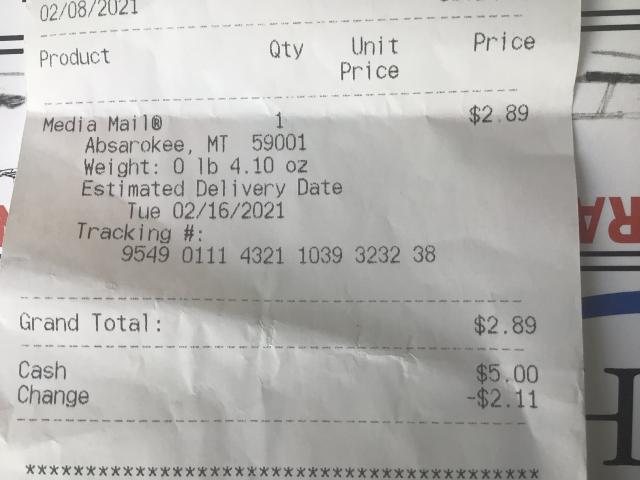 02/08/2021
Product Qty Unit Price Price
Media Mail® 1 $2.89
Absarokee, MT 59001
Weight: 0 lb 4.10 oz
Estimated Delivery Date
Tue 02/16/2021
Tracking #:
9549 0111 4321 1039 3232 38
Grand Total: $2.89
Cash $5.00
Change -$2.11
******************************************
RA
H